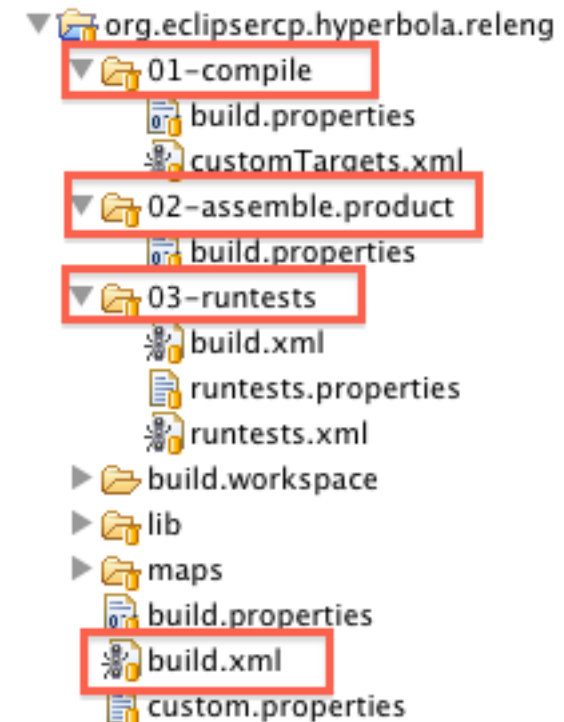 org.eclipsercp.hyperbola.releng
01-compile
build.properties
customTargets.xml
02-assemble.product
build.properties
03-runtests
build.xml
runtests.properties
runtests.xml
build.workspace
lib
maps
build.properties
build.xml
custom.properties